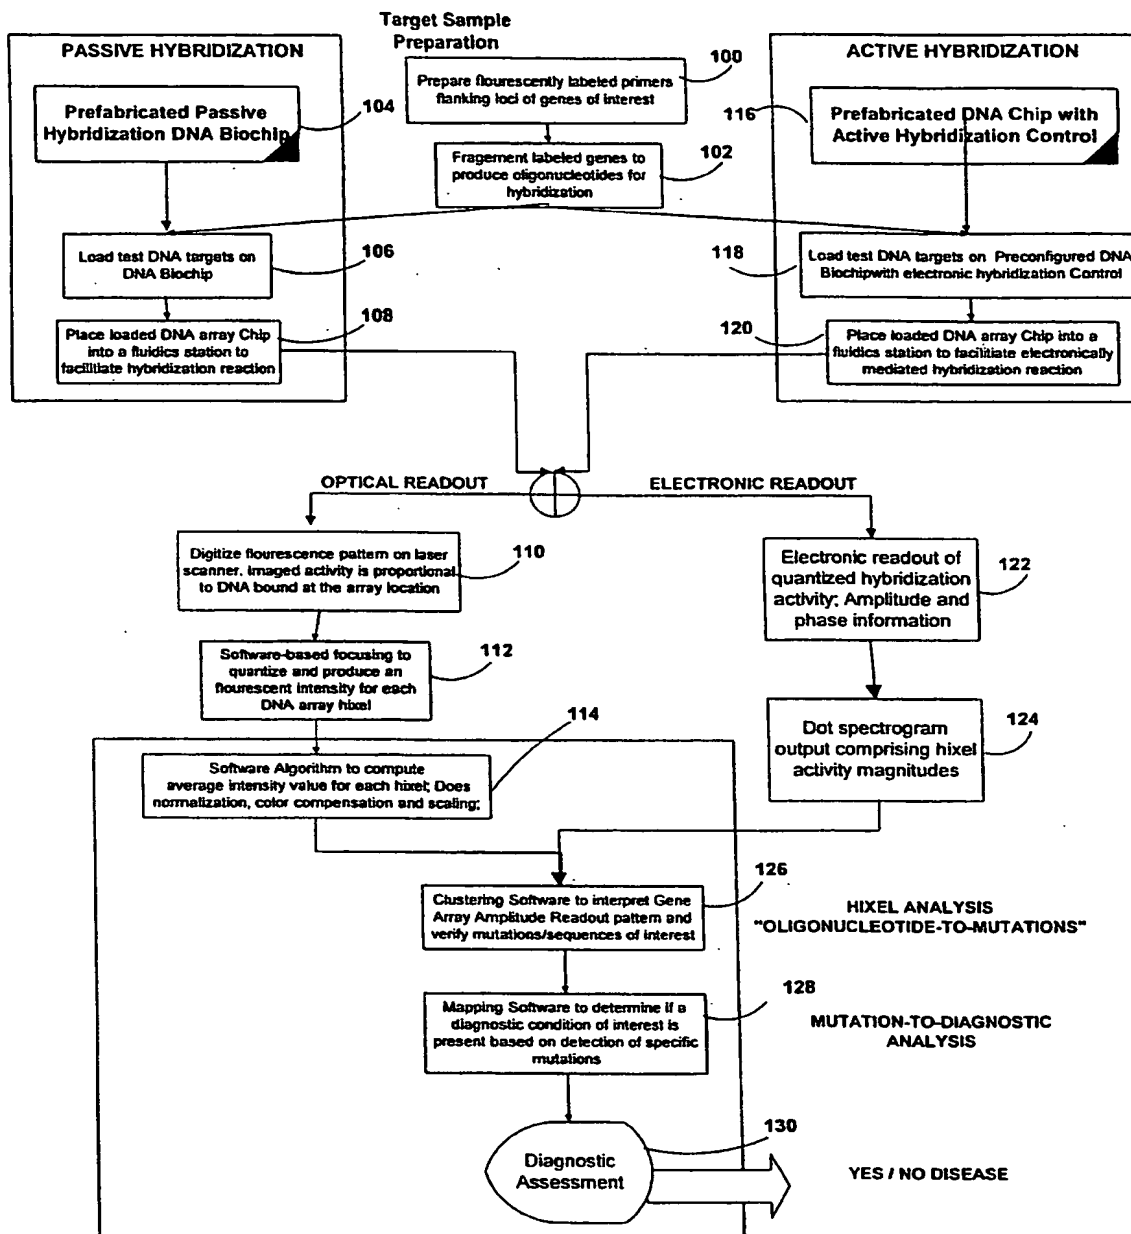 Target Sample
Preparation
PASSIVE HYBRIDIZATION
ACTIVE HYBRIDIZATION
100
Prepare flourescently labeled primers
flanking loci of genes of interest
104
Prefabricated Passive
Hybridization DNA Biochip
116
Prefabricated DNA Chip with
Active Hybridization Control
102
Fragement labeled genes to
produce oligonucleotides for
hybridization
106
Load test DNA targets on
DNA Biochip
118
Load test DNA targets on Preconfigured DNA
Biochipwith electronic hybridization Control
108
Place loaded DNA array Chip
into a fluidics station to
facilitiate hybridization reaction
120
Place loaded DNA array Chip into a
fluidics station to facilitiate electronically
mediated hybridization reaction
OPTICAL READOUT
ELECTRONIC READOUT
110
Digitize flourescence pattern on laser
scanner. Imaged activity is proportional
to DNA bound at the array location
122
Electronic readout of
quantized hybridization
activity; Amplitude and
phase information
112
Software-based focusing to
quantize and produce an
flourescent intensity for each
DNA array hixel
114
Software Algorithm to compute
average intensity value for each hixel; Does
normalization, color compensation and scaling;
124
Dot spectrogram
output comprising hixel
activity magnitudes
126
Clustering Software to interpret Gene
Array Amplitude Readout pattern and
verify mutations/sequences of interest
HIXEL ANALYSIS
"OLIGONUCLEOTIDE-TO-MUTATIONS"
128
Mapping Software to determine if a
diagnostic condition of interest is
present based on detection of specific
mutations
MUTATION-TO-DIAGNOSTIC
ANALYSIS
130
Diagnostic
Assessment
YES / NO DISEASE